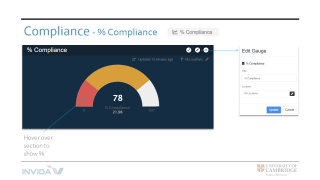 Compliance - % Compliance
% Compliance
% Compliance
Edit Gauge
% Compliance
78
% Compliance
Update
Cancel
Hover over
section to
show %
INVIDA
UNIVERSITY OF
CAMBRIDGE